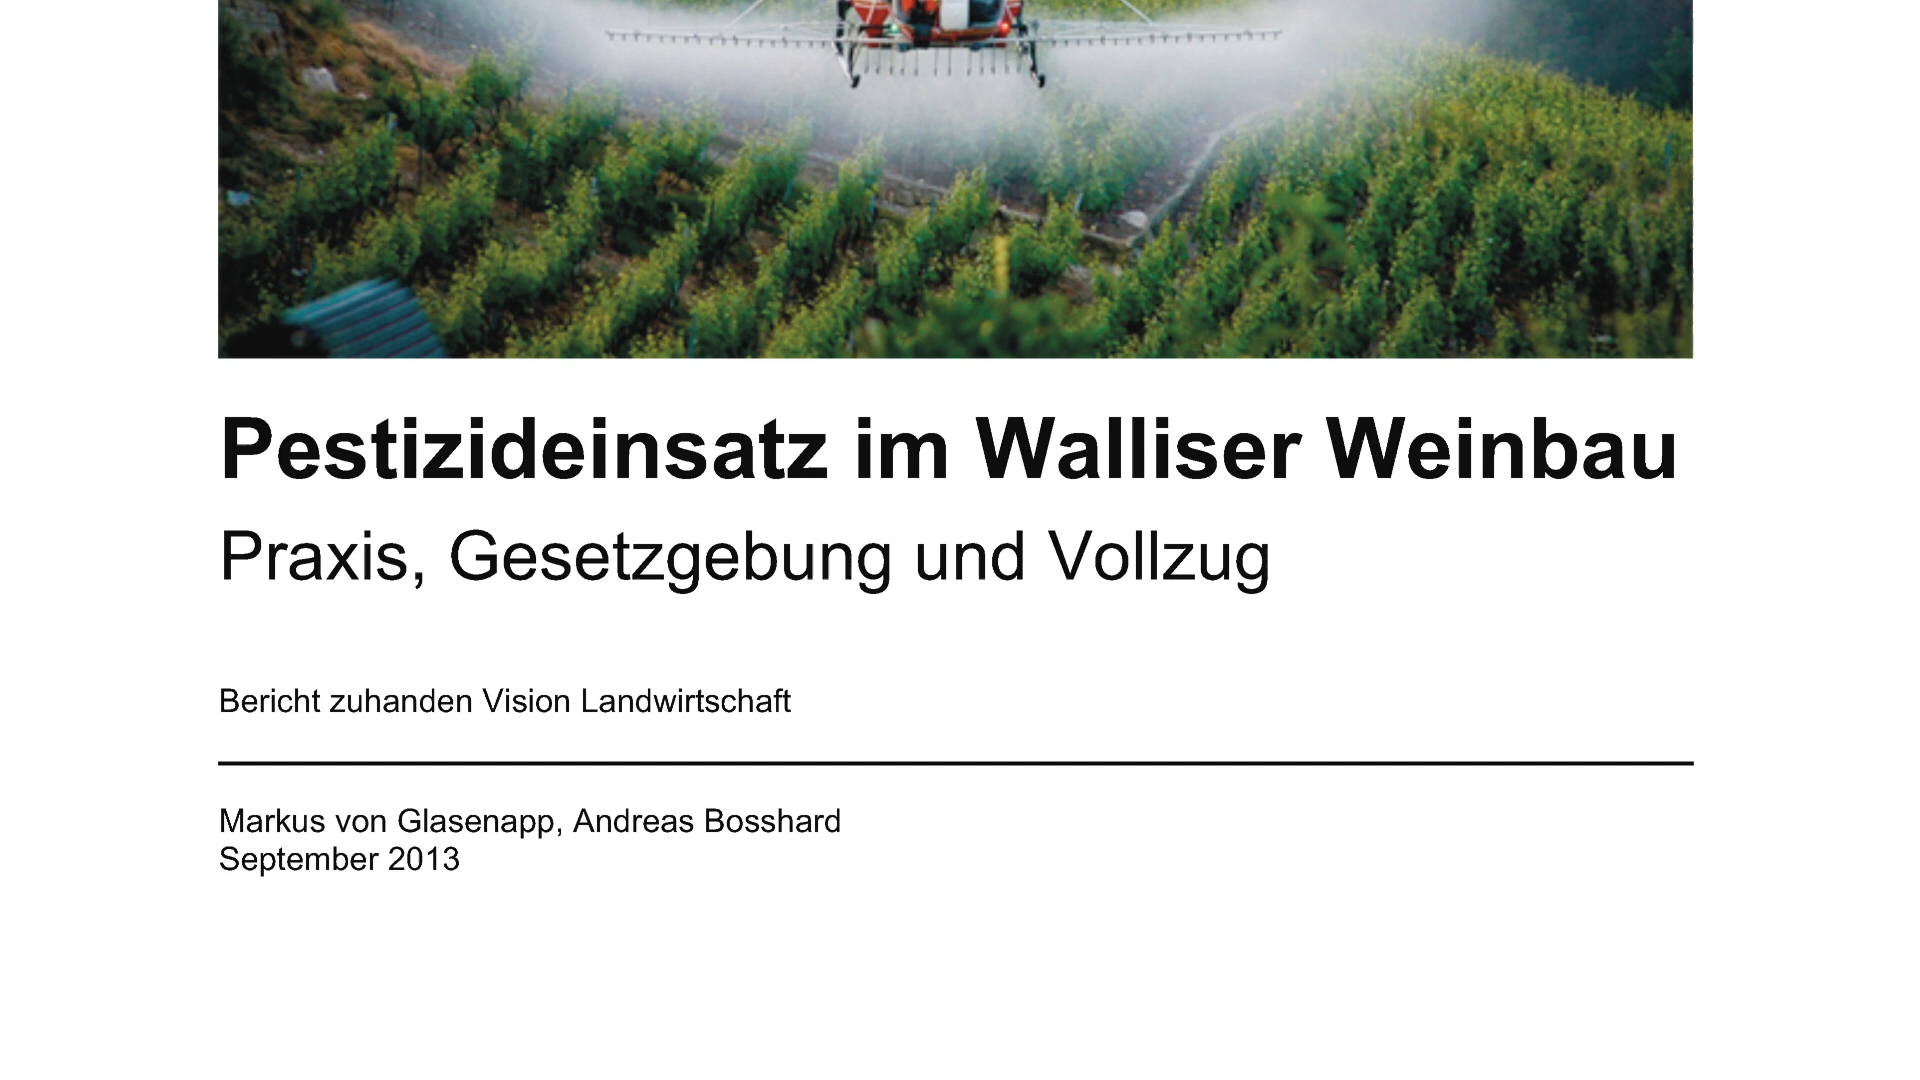 Pestizideinsatz im Walliser Weinbau
Praxis, Gesetzgebung und Vollzug
Bericht zuhanden Vision Landwirtschaft
Markus von Glasenapp, Andreas Bosshard
September 2013